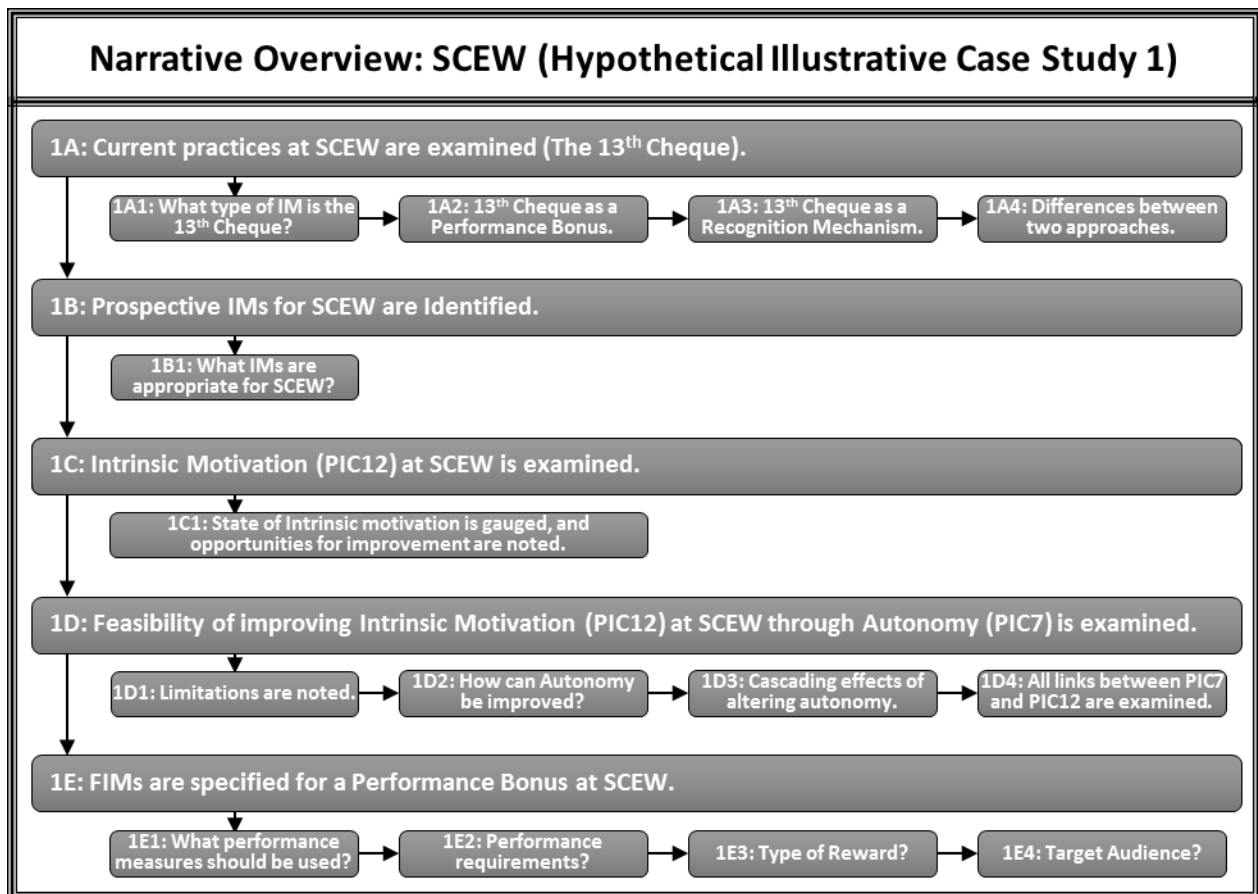 Narrative Overview: SCEW (Hypothetical Illustrative Case Study 1)
1A: Current practices at SCEW are examined (The 13th Cheque).
1A1: What type of IM is the
13th Cheque?
1A2: 13th Cheque as a
Performance Bonus.
1A3: 13th Cheque as a
Recognition Mechanism.
1A4: Differences between
two approaches.
1B: Prospective IMs for SCEW are Identified.
1B1: What IMs are
appropriate for SCEW?
1C: Intrinsic Motivation (PIC12) at SCEW is examined.
1C1: State of Intrinsic motivation is gauged, and
opportunities for improvement are noted.
1D: Feasibility of improving Intrinsic Motivation (PIC12) at SCEW through Autonomy (PIC7) is examined.
1D1: Limitations are noted.
1D2: How can Autonomy
be improved?
1D3: Cascading effects of
altering autonomy.
1D4: All links between PIC7
and PIC12 are examined.
1E: FIMs are specified for a Performance Bonus at SCEW.
1E1: What performance
measures should be used?
1E2: Performance
requirements?
1E3: Type of Reward?
1E4: Target Audience?